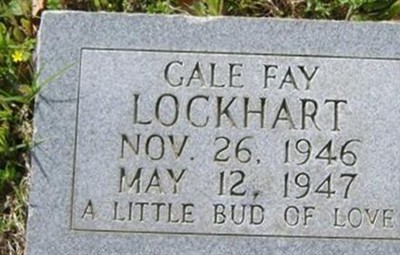 GALE FAY
LOCKHART
NOV. 26, 1946
MAY 12, 1947
A LITTLE BUD OF LOVE